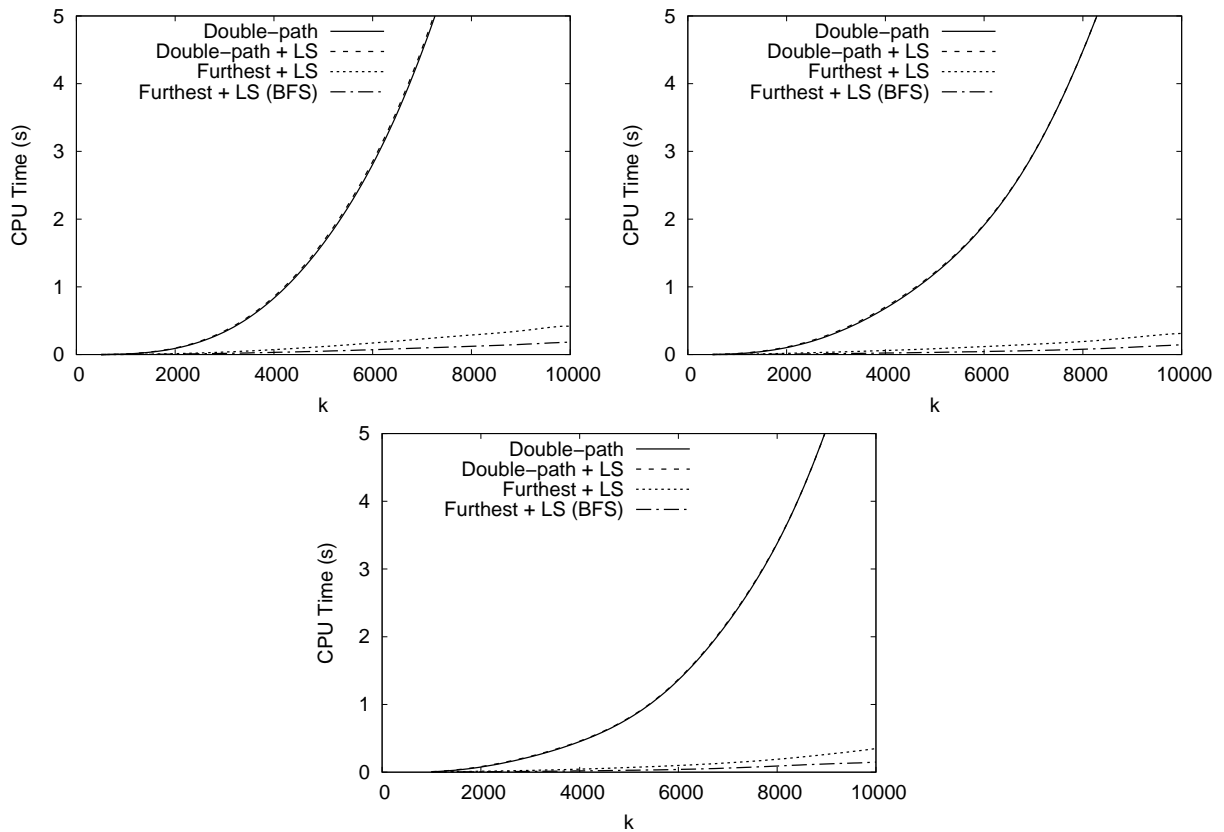 5
4
3
2
1
0
CPU Time (s)
Double-path
Double-path + LS
Furthest + LS
Furthest + LS (BFS)
0 2000 4000 6000 8000 10000
k
5
4
3
2
1
0
CPU Time (s)
Double-path
Double-path + LS
Furthest + LS
Furthest + LS (BFS)
0 2000 4000 6000 8000 10000
k
5
4
3
2
1
0
CPU Time (s)
Double-path
Double-path + LS
Furthest + LS
Furthest + LS (BFS)
0 2000 4000 6000 8000 10000
k